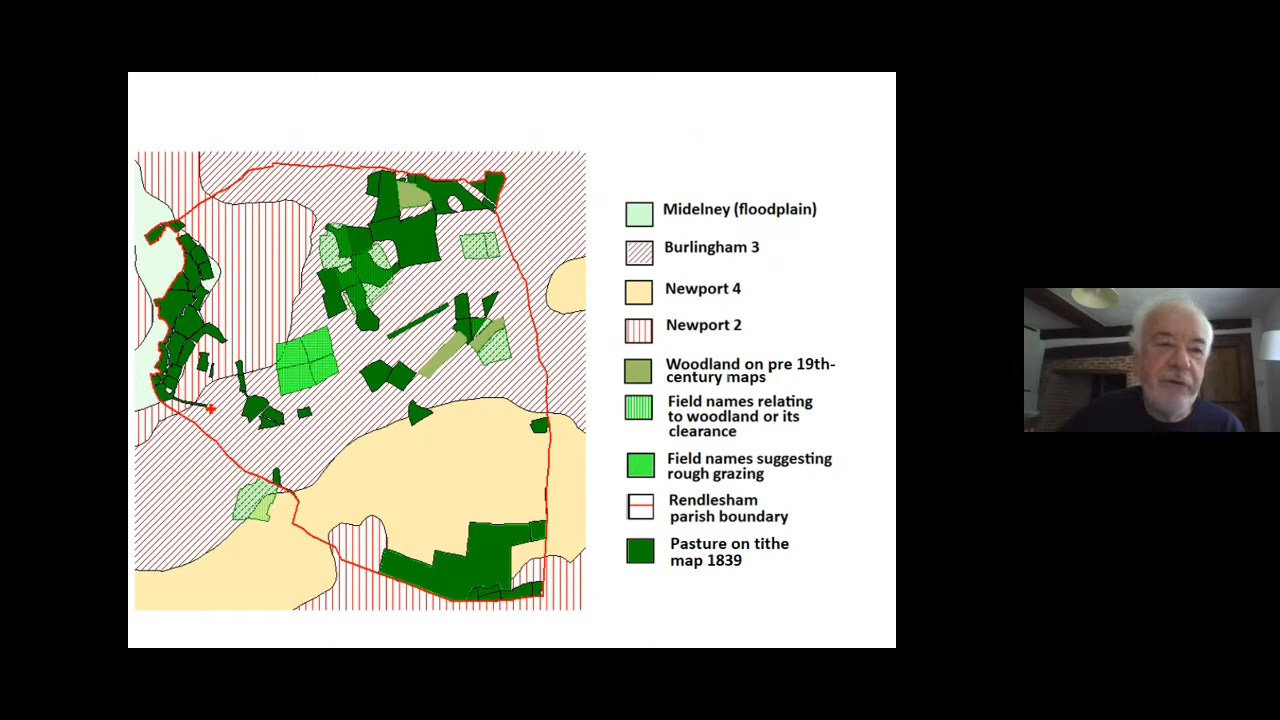 Midelney (floodplain)
Burlingham 3
Newport 4
Newport 2
Woodland on pre 19th-
century maps
Field names relating
to woodland or its
clearance
Field names suggesting
rough grazing
Rendlesham
parish boundary
Pasture on tithe
map 1839